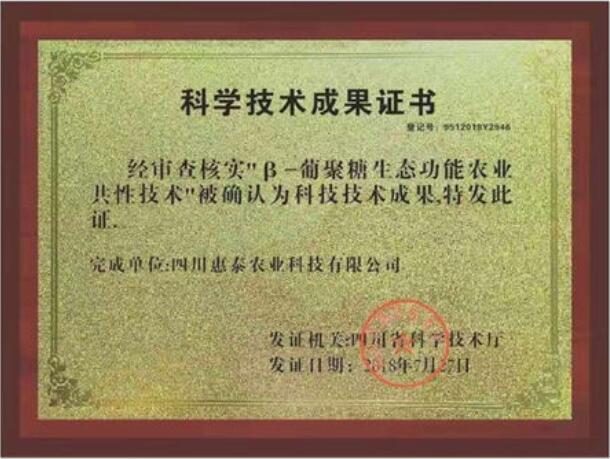 科学技术成果证书
登记号：9512018Y2946
经审查核实"β-葡聚糖生态功能农业
共性技术"被确认为科技技术成果,特发此
证.
完成单位:四川惠泰农业科技有限公司
发证机关:四川省科学技术厅
发证日期：2018年7月27日